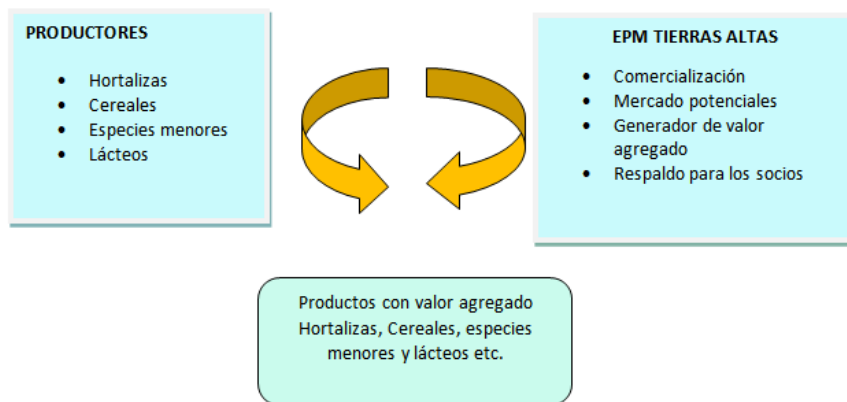 PRODUCTORES
• Hortalizas
• Cereales
• Especies menores
• Lácteos
EPM TIERRAS ALTAS
• Comercialización
• Mercado potenciales
• Generador de valor
agregado
• Respaldo para los socios
Productos con valor agregado
Hortalizas, Cereales, especies
menores y lácteos etc.